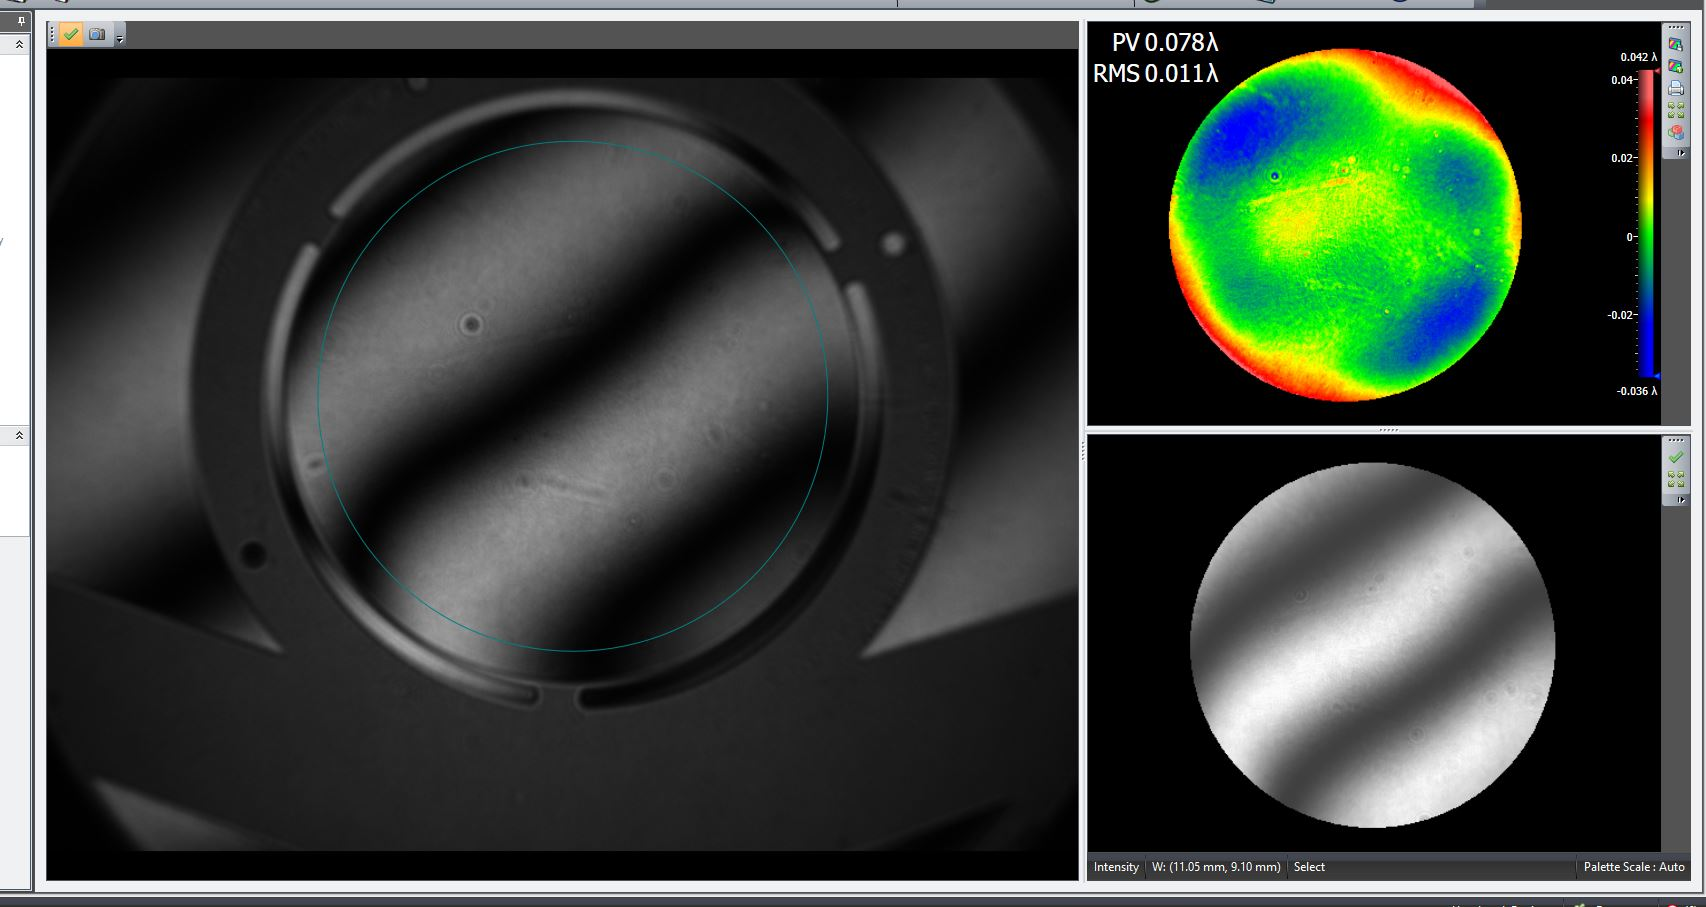 PV 0.078λ
RMS 0.011λ
0.042 λ
0.04
0.02
0
-0.02
-0.036 λ
Intensity
W: (11.05 mm, 9.10 mm)
Select
Palette Scale : Auto